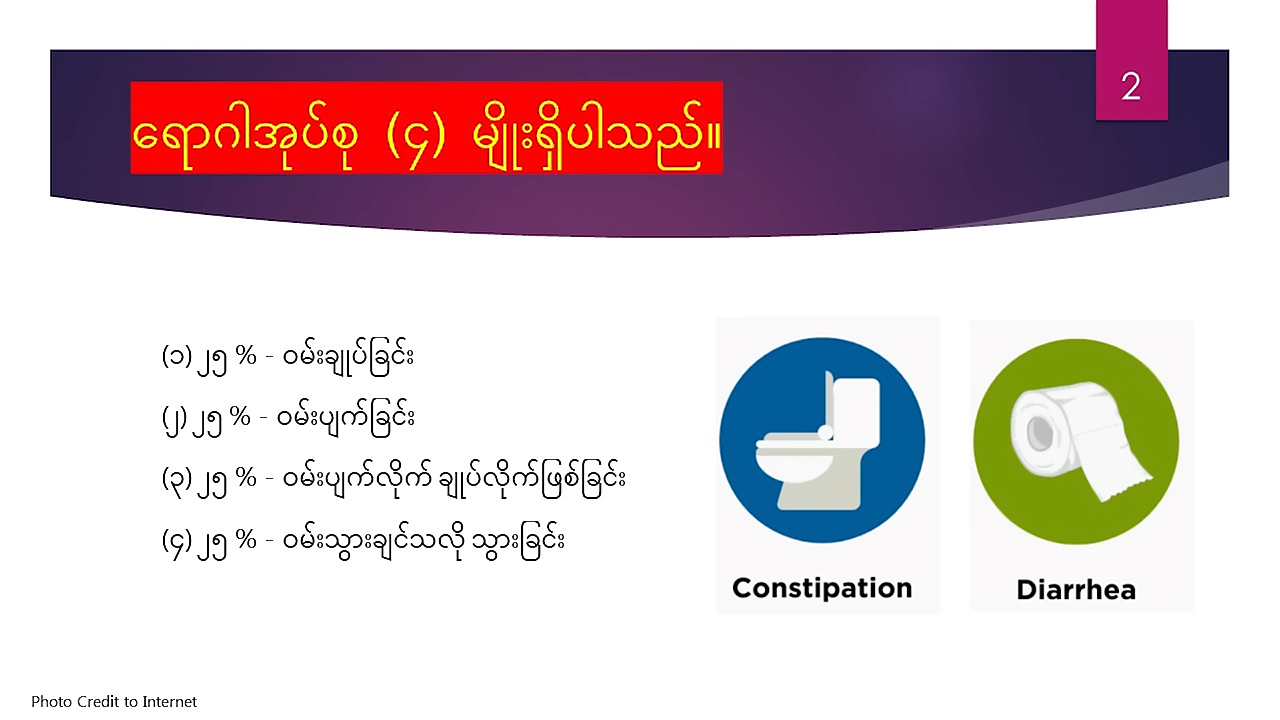 2
ရောဂါအုပ်စု (၄) မျိုးရှိပါသည်။
(၁) ၂၅ % - ဝမ်းချုပ်ခြင်း
(၂) ၂၅ % - ဝမ်းပျက်ခြင်း
(၃) ၂၅ % - ဝမ်းပျက်လိုက် ချုပ်လိုက်ဖြစ်ခြင်း
(၄) ၂၅ % - ဝမ်းသွားချင်သလို သွားခြင်း
Constipation
Diarrhea
Photo Credit to Internet